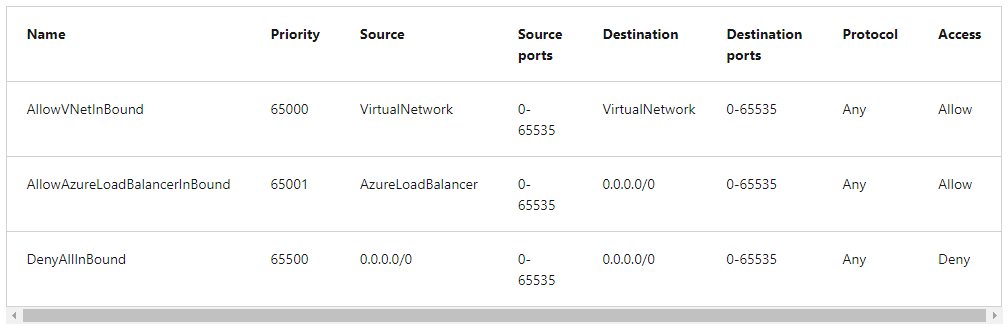 Name Priority Source Source ports Destination Destination ports Protocol Access
AllowVNetInBound 65000 VirtualNetwork 0-65535 VirtualNetwork 0-65535 Any Allow
AllowAzureLoadBalancerInBound 65001 AzureLoadBalancer 0-65535 0.0.0.0/0 0-65535 Any Allow
DenyAllInBound 65500 0.0.0.0/0 0-65535 0.0.0.0/0 0-65535 Any Deny